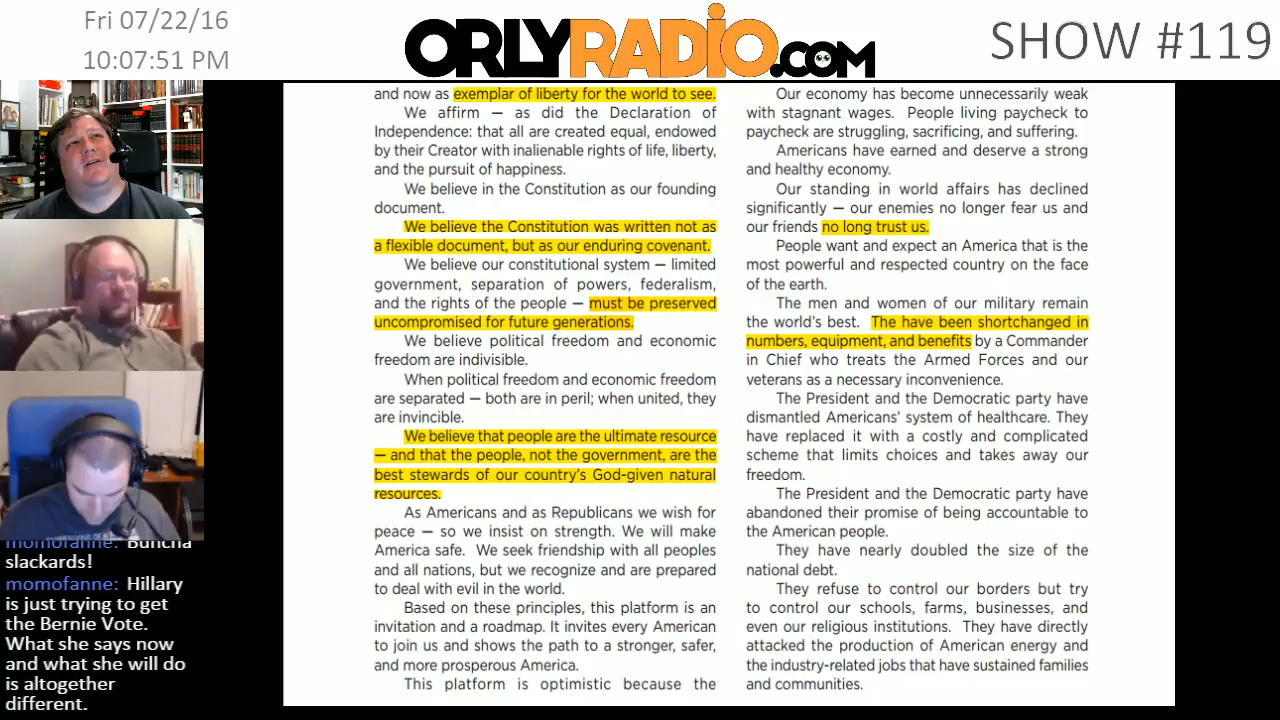 Fri 07/22/16
10:07:51 PM
ORLYRADiO.COM
SHOW #119
and now as exemplar of liberty for the world to see.
We affirm — as did the Declaration of
Independence: that all are created equal, endowed
by their Creator with inalienable rights of life, liberty,
and the pursuit of happiness.
We believe in the Constitution as our founding
document.
We believe the Constitution was written not as
a flexible document, but as our enduring covenant.
We believe our constitutional system — limited
government, separation of powers, federalism,
and the rights of the people — must be preserved
uncompromised for future generations.
We believe political freedom and economic
freedom are indivisible.
When political freedom and economic freedom
are separated — both are in peril; when united, they
are invincible.
We believe that people are the ultimate resource
— and that the people, not the government, are the
best stewards of our country's God-given natural
resources.
As Americans and as Republicans we wish for
peace — so we insist on strength. We will make
America safe. We seek friendship with all peoples
and all nations, but we recognize and are prepared
to deal with evil in the world.
Based on these principles, this platform is an
invitation and a roadmap. It invites every American
to join us and shows the path to a stronger, safer,
and more prosperous America.
This platform is optimistic because the
Our economy has become unnecessarily weak
with stagnant wages. People living paycheck to
paycheck are struggling, sacrificing, and suffering.
Americans have earned and deserve a strong
and healthy economy.
Our standing in world affairs has declined
significantly — our enemies no longer fear us and
our friends no long trust us.
People want and expect an America that is the
most powerful and respected country on the face
of the earth.
The men and women of our military remain
the world's best. The have been shortchanged in
numbers, equipment, and benefits by a Commander
in Chief who treats the Armed Forces and our
veterans as a necessary inconvenience.
The President and the Democratic party have
dismantled Americans' system of healthcare. They
have replaced it with a costly and complicated
scheme that limits choices and takes away our
freedom.
The President and the Democratic party have
abandoned their promise of being accountable to
the American people.
They have nearly doubled the size of the
national debt.
They refuse to control our borders but try
to control our schools, farms, businesses, and
even our religious institutions. They have directly
attacked the production of American energy and
the industry-related jobs that have sustained families
and communities.
momofanne: Buncha
slackards!
momofanne: Hillary
is just trying to get
the Bernie Vote.
What she says now
and what she will do
is altogether
different.